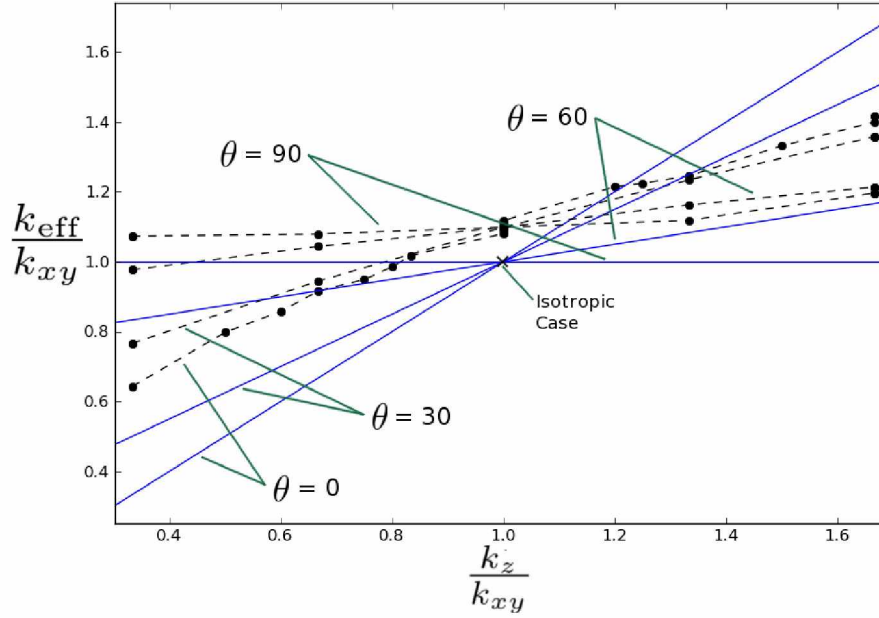 1.6
1.4
1.2
1.0
0.8
0.6
0.4
k_eff
k_xy
θ = 90
θ = 60
Isotropic
Case
θ = 30
θ = 0
0.4 0.6 0.8 1.0 1.2 1.4 1.6
k_z
k_xy